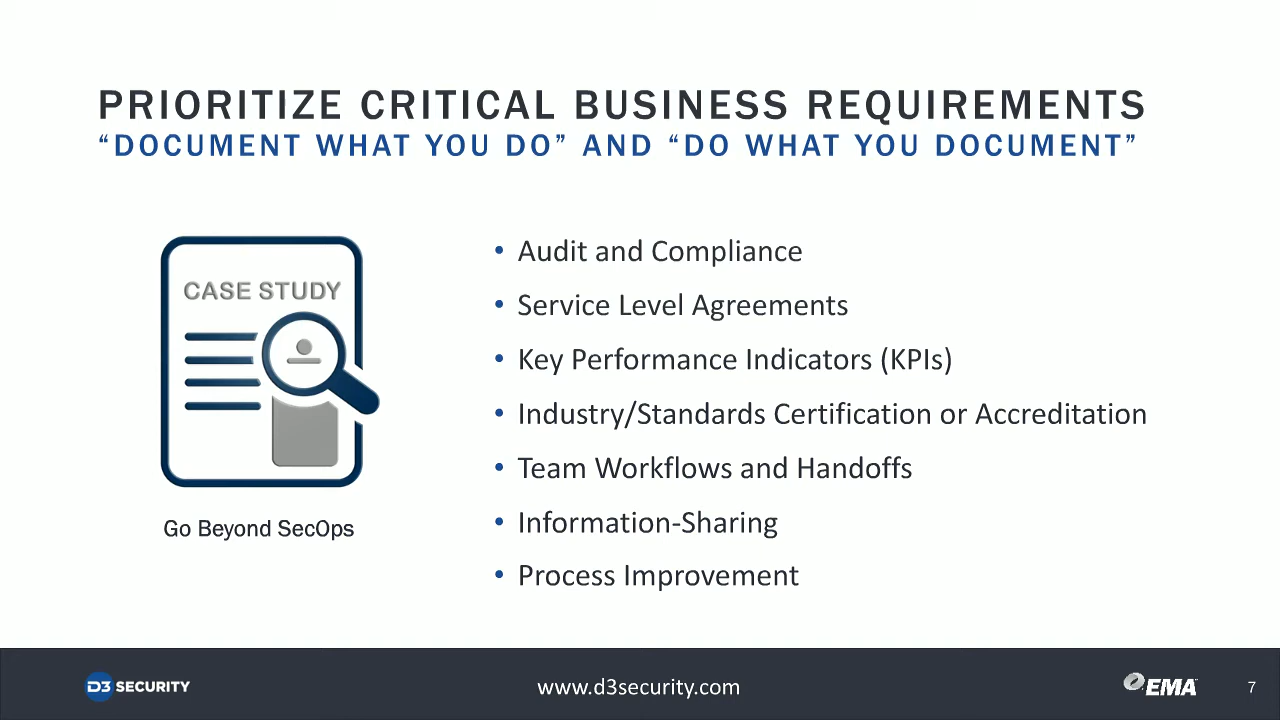 PRIORITIZE CRITICAL BUSINESS REQUIREMENTS
“DOCUMENT WHAT YOU DO” AND “DO WHAT YOU DOCUMENT”
CASE STUDY
Go Beyond SecOps
• Audit and Compliance
• Service Level Agreements
• Key Performance Indicators (KPIs)
• Industry/Standards Certification or Accreditation
• Team Workflows and Handoffs
• Information-Sharing
• Process Improvement
D3 SECURITY
www.d3security.com
EMA
7